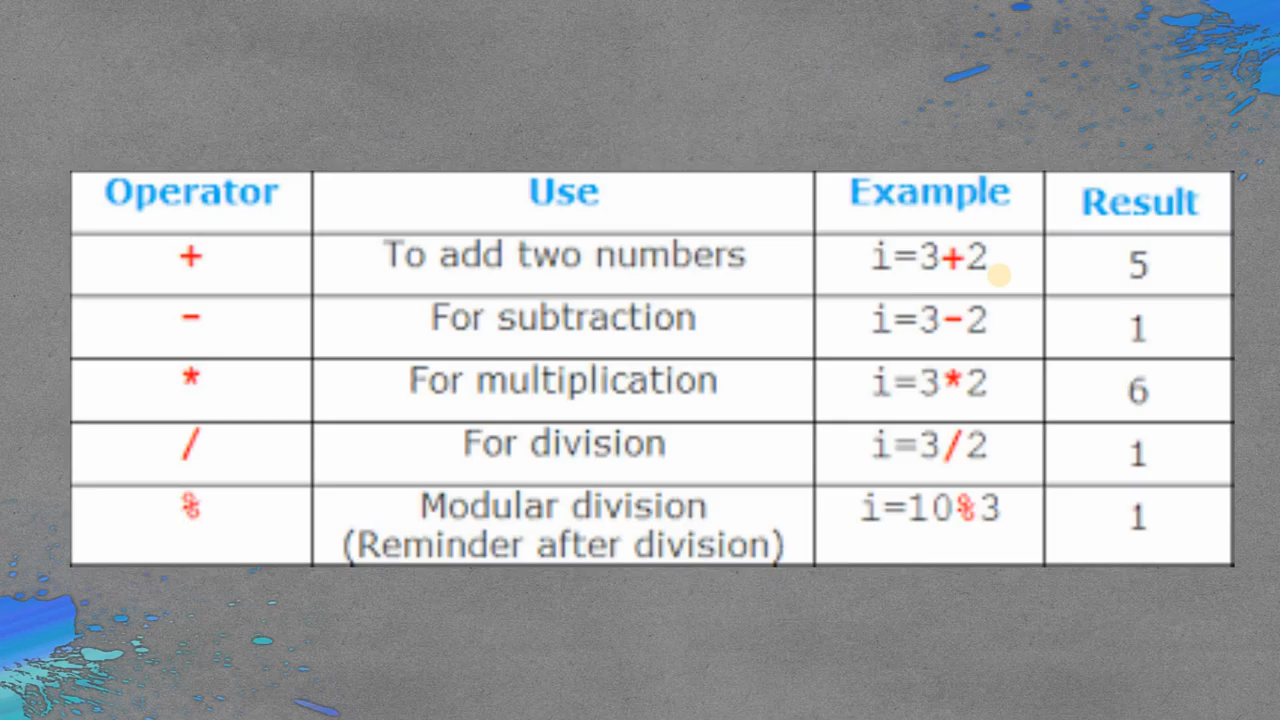 Operator Use Example Result
+ To add two numbers i=3+2 5
- For subtraction i=3-2 1
* For multiplication i=3*2 6
/ For division i=3/2 1
% Modular division i=10%3 1
(Reminder after division)